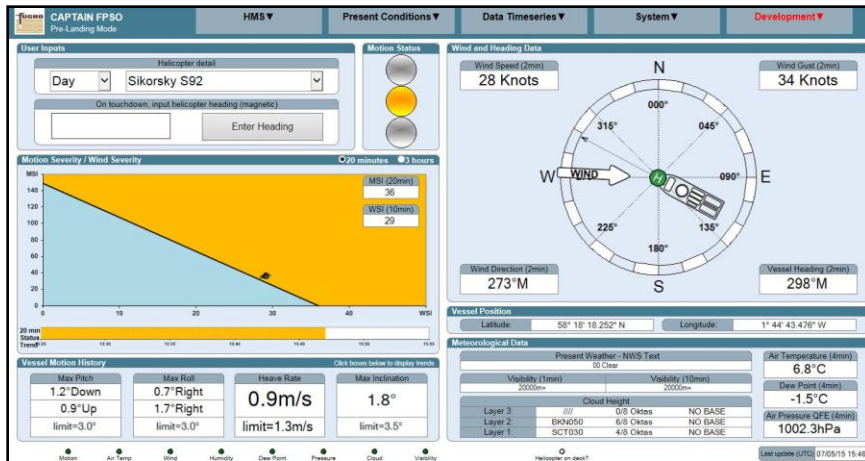 fugro
CAPTAIN FPSO
Pre-Landing Mode
HMS▼
Present Conditions▼
Data Timeseries▼
System▼
Development▼
User Inputs
Helicopter detail
Day
Sikorsky S92
On touchdown, input helicopter heading (magnetic)
Enter Heading
Motion Status
Motion Severity / Wind Severity
20 minutes
3 hours
MSI
140
120
100
80
60
40
20
0
0
10
20
30
40
WSI
MSI (20min)
36
WSI (10min)
29
20 min
Status
Trend
15:30
15:35
15:40
15:45
15:50
Vessel Motion History
Click boxes below to display trends
Max Pitch
1.2°Down
0.9°Up
limit=3.0°
Max Roll
0.7°Right
1.7°Right
limit=3.0°
Heave Rate
0.9m/s
limit=1.3m/s
Max Inclination
1.8°
limit=3.5°
Wind and Heading Data
Wind Speed (2min)
28 Knots
Wind Gust (2min)
34 Knots
N
000°
045°
090°
E
135°
180°
S
225°
W
315°
WIND
H
Wind Direction (2min)
273°M
Vessel Heading (2min)
298°M
Vessel Position
Latitude:
58° 18' 18.252" N
Longitude:
1° 44' 43.476" W
Meteorological Data
Present Weather - NWS Text
00 Clear
Visibility (1min)
20000m+
Visibility (10min)
20000m+
Cloud Height
Layer 3: //// 0/8 Oktas NO BASE
Layer 2: BKN050 6/8 Oktas NO BASE
Layer 1: SCT030 4/8 Oktas NO BASE
Air Temperature (4min)
6.8°C
Dew Point (4min)
-1.5°C
Air Pressure QFE (4min)
1002.3hPa
Motion
Air Temp
Wind
Humidity
Dew Point
Pressure
Cloud
Visibility
Helicopter on deck?
Last update (UTC): 07/05/15 15:46